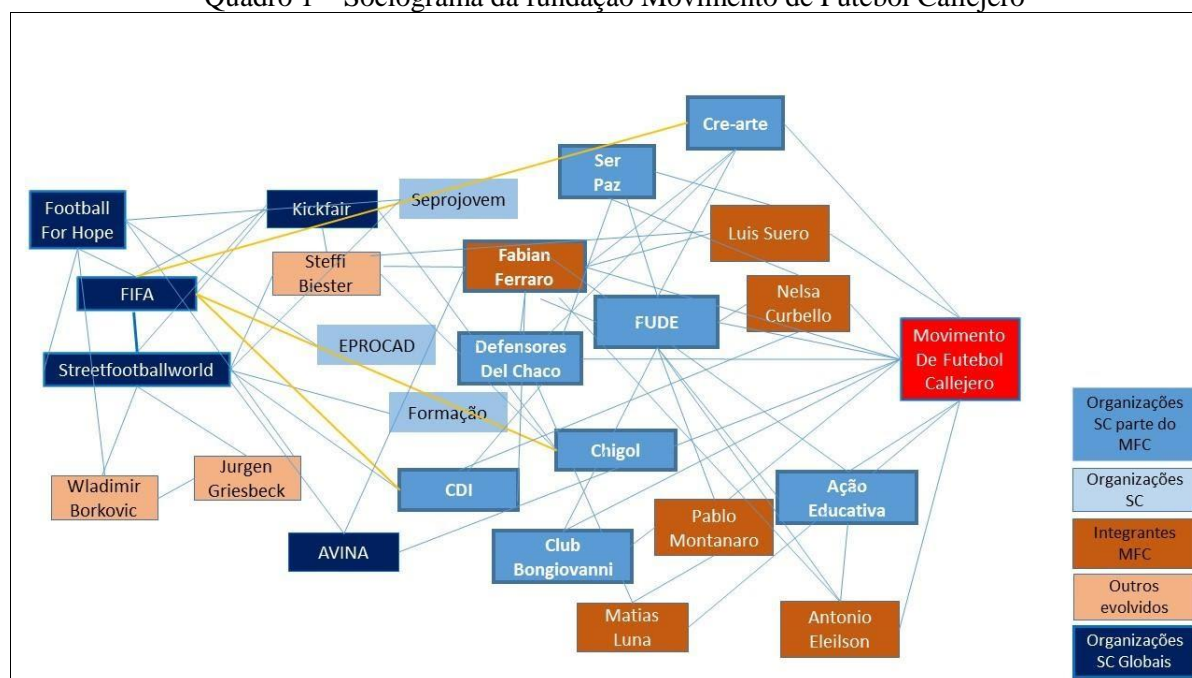 Quadro 1 – Sociograma da fundação Movimento de Futebol Callejero
Cre-arte
Ser
Paz
Football
For Hope
Kickfair
Seprojovem
Luis Suero
Steffi
Biester
Fabian
Ferraro
FIFA
Nelsa
Curbello
FUDE
EPROCAD
Defensores
Del Chaco
Movimento
De Futebol
Callejero
Streetfootballworld
Formação
Chigol
Jurgen
Griesbeck
Wladimir
Borkovic
CDI
Ação
Educativa
Pablo
Montanaro
AVINA
Club
Bongiovanni
Matias
Luna
Antonio
Eleilson
Organizações
SC parte do
MFC
Organizações
SC
Integrantes
MFC
Outros
evolvidos
Organizações
SC Globais